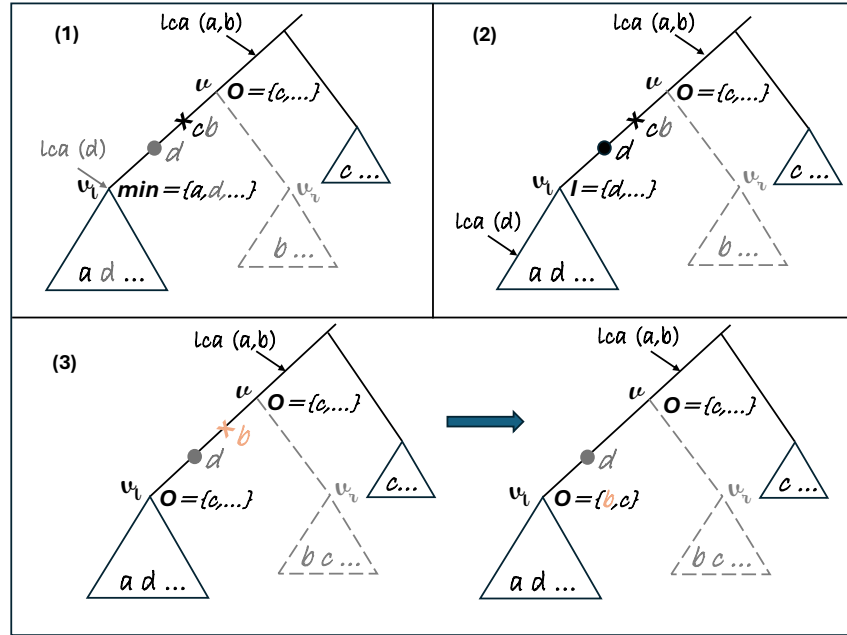 (1)
lca (a,b)
u
O={c,...}
cb
d
lca (d)
v_l
min={a,d,...}
v_r
c ...
b ...
a d ...
(2)
lca (a,b)
u
O={c,...}
cb
d
v_l
I={d,...}
v_r
c ...
lca (d)
b ...
a d ...
(3)
lca (a,b)
u
O={c,...}
b
d
v_l
O={c,...}
v_r
c...
b c ...
a d ...
lca (a,b)
u
O={c,...}
d
v_l
O={b,c}
v_r
c ...
b c ...
a d ...